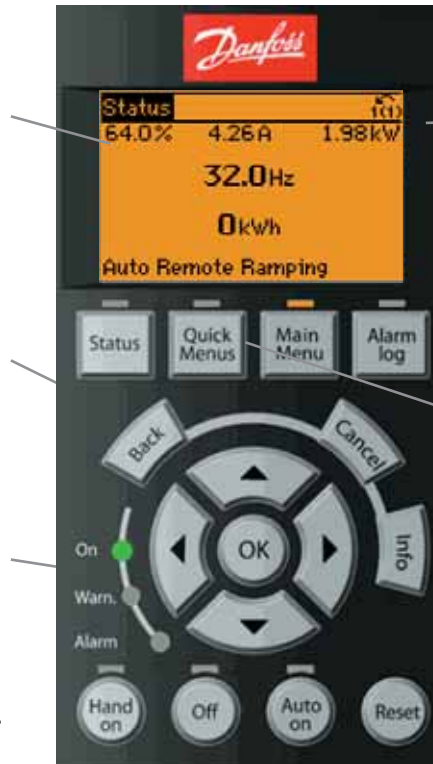 Danfoss
Status 1(1)
64.0% 4.26A 1.98kW
32.0Hz
0kWh
Auto Remote Ramping
Status
Quick Menus
Main Menu
Alarm log
Back
Cancel
Info
OK
On
Warn.
Alarm
Hand on
Off
Auto on
Reset